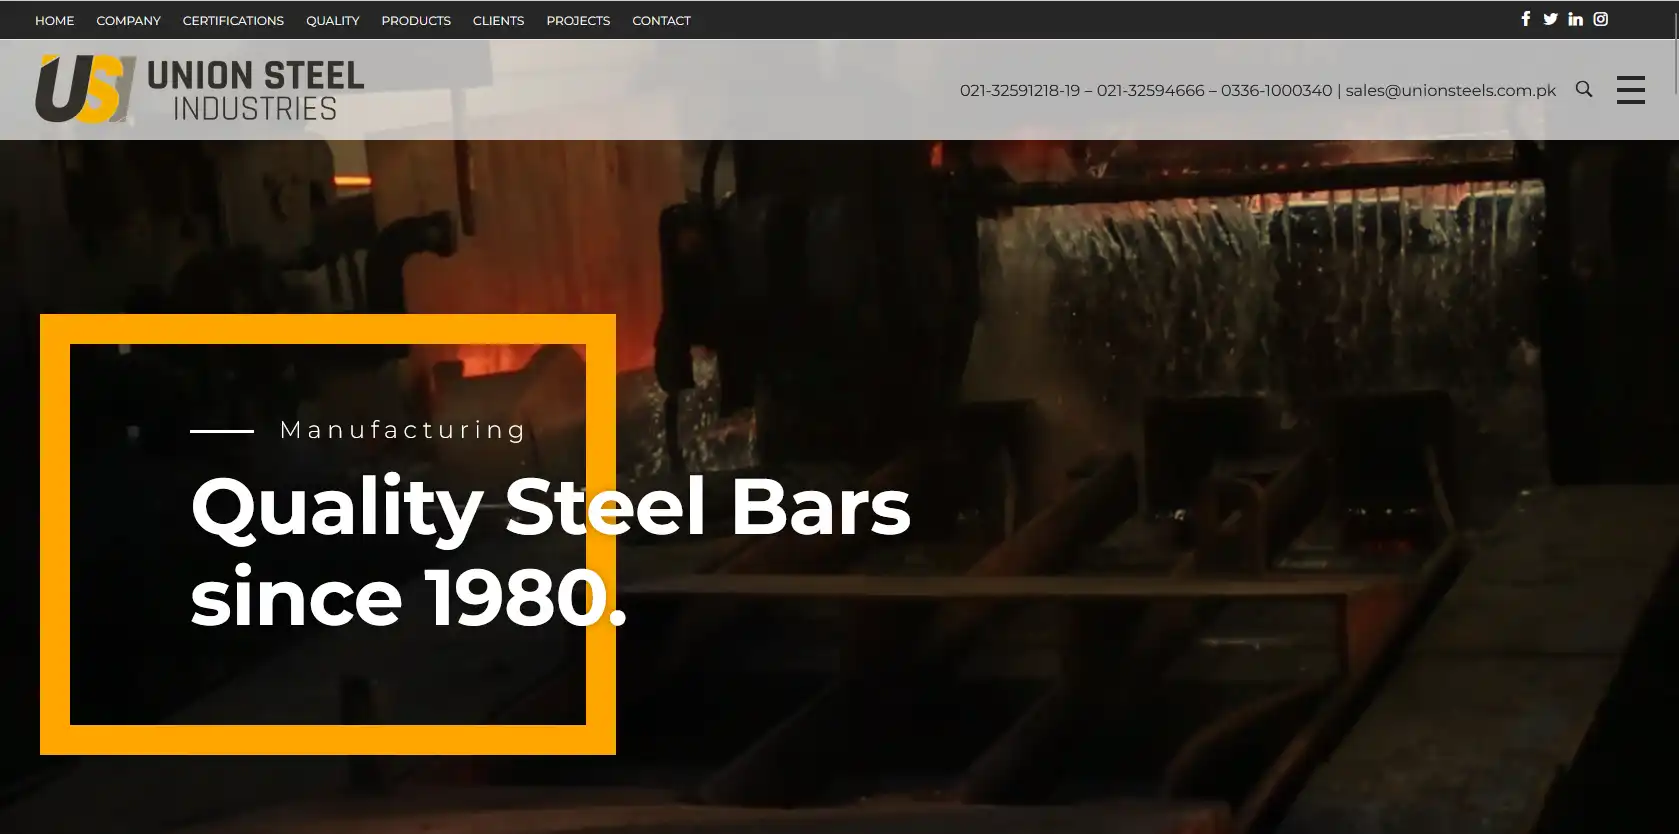 HOME COMPANY CERTIFICATIONS QUALITY PRODUCTS CLIENTS PROJECTS CONTACT
USI UNION STEEL
INDUSTRIES
021-32591218-19 – 021-32594666 – 0336-1000340 | sales@unionsteels.com.pk
Manufacturing
Quality Steel Bars
since 1980.